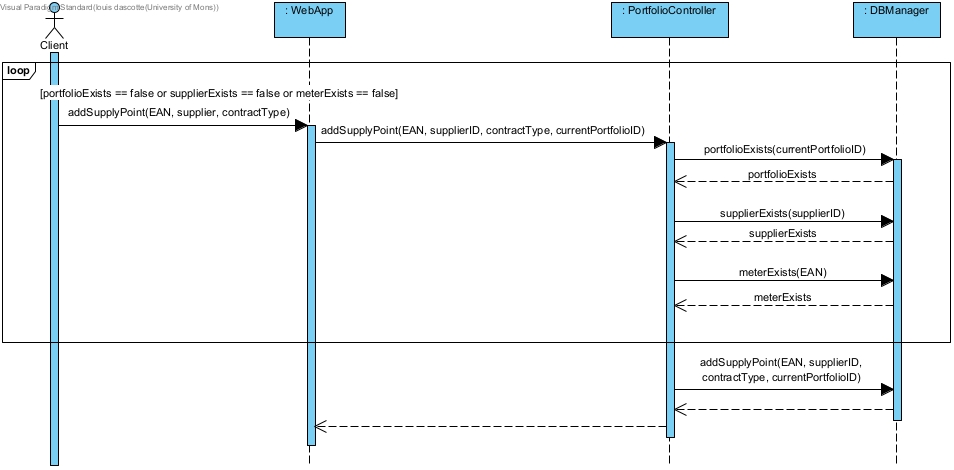 Visual Paradigm Standard(louis dascotte(University of Mons))
Client
: WebApp
: PortfolioController
: DBManager
loop
[portfolioExists == false or supplierExists == false or meterExists == false]
addSupplyPoint(EAN, supplier, contractType)
addSupplyPoint(EAN, supplierID, contractType, currentPortfolioID)
portfolioExists(currentPortfolioID)
portfolioExists
supplierExists(supplierID)
supplierExists
meterExists(EAN)
meterExists
addSupplyPoint(EAN, supplierID,
contractType, currentPortfolioID)